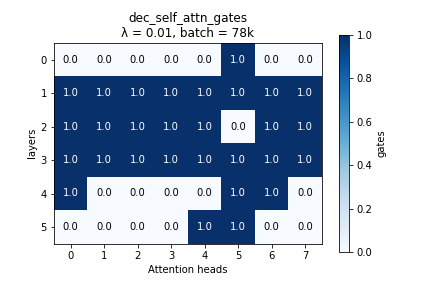 dec_self_attn_gates
λ = 0.01, batch = 78k
0 0.0 0.0 0.0 0.0 0.0 1.0 0.0 0.0
1 1.0 1.0 1.0 1.0 1.0 1.0 1.0 1.0
2 1.0 1.0 1.0 1.0 1.0 0.0 1.0 1.0
3 1.0 1.0 1.0 1.0 1.0 1.0 1.0 1.0
4 1.0 0.0 0.0 0.0 0.0 1.0 1.0 0.0
5 0.0 0.0 0.0 0.0 1.0 1.0 0.0 0.0
0 1 2 3 4 5 6 7
Attention heads
layers
1.0
0.8
0.6
0.4
0.2
0.0
gates